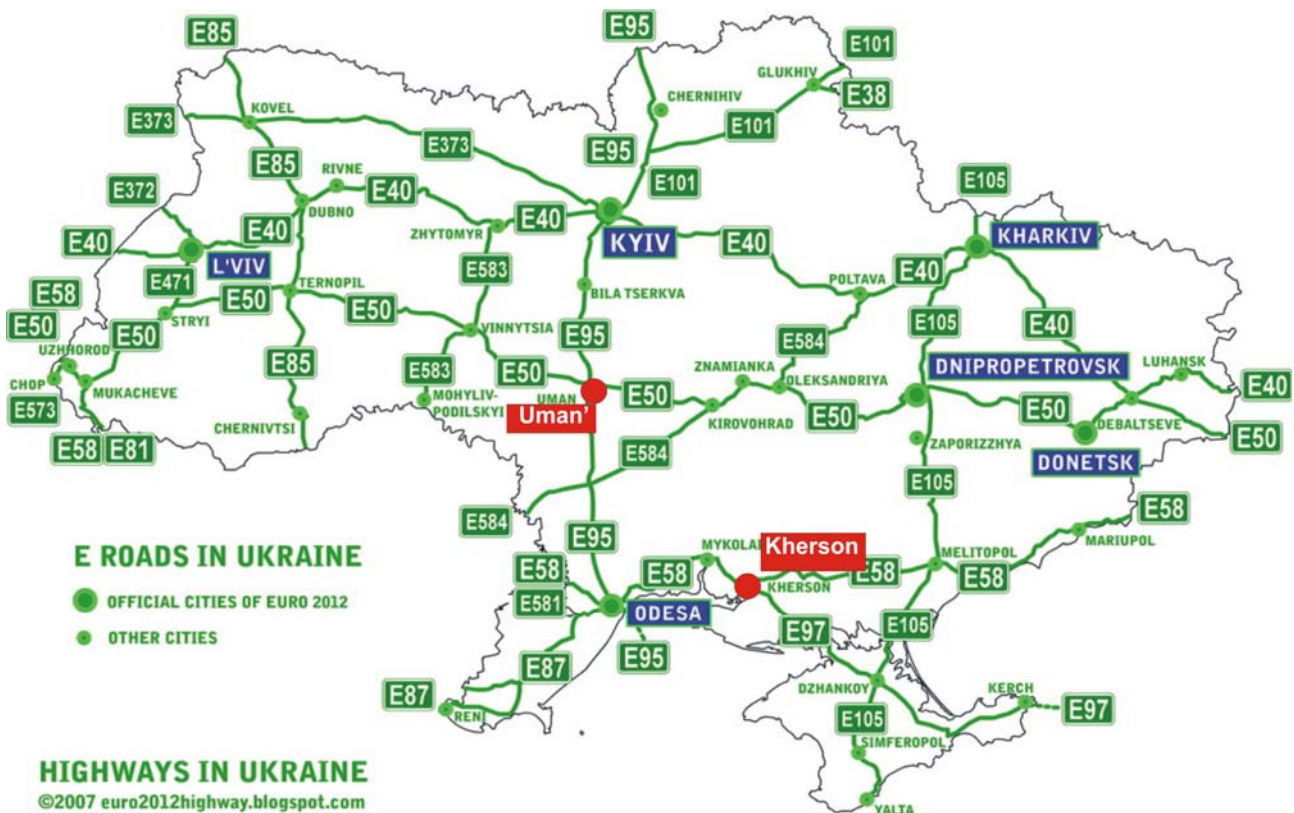 E85
E95
E101
GLUKHIV
E38
CHERNIHIV
KOVEL
E373
E101
E373
E95
E85
RIVNE
E101
E105
E372
E40
DUBNO
E40
E40
ZHYTOMYR
KYIV
KHARKIV
E40
E40
L'VIV
E583
E40
E471
TERNOPIL
BILA TSERKVA
POLTAVA
E58
E50
E50
E50
STRYI
E50
VINNYTSIA
E95
E105
E40
E584
UZHHOROD
E85
ZNAMIANKA
DNIPROPETROVSK
LUHANSK
CHOP
MUKACHEVE
E583
E50
E50
OLEKSANDRIYA
E40
E573
MOHYLIV-
PODILSKYI
UMAN
Uman'
KIROVOHRAD
E50
E50
DEBALTSEVE
CHERNIVTSI
E50
E58
E81
E584
ZAPORIZZHYA
DONETSK
E105
E584
E95
E58
MARIUPOL
E ROADS IN UKRAINE
Kherson
MELITOPOL
E58
E58
E58
E58
KHERSON
OFFICIAL CITIES OF EURO 2012
E581
ODESA
OTHER CITIES
E95
E97
E105
E87
E87
RENI
DZHANKOY
KERCH
E97
E105
SIMFEROPOL
HIGHWAYS IN UKRAINE
©2007 euro2012highway.blogspot.com
YALTA